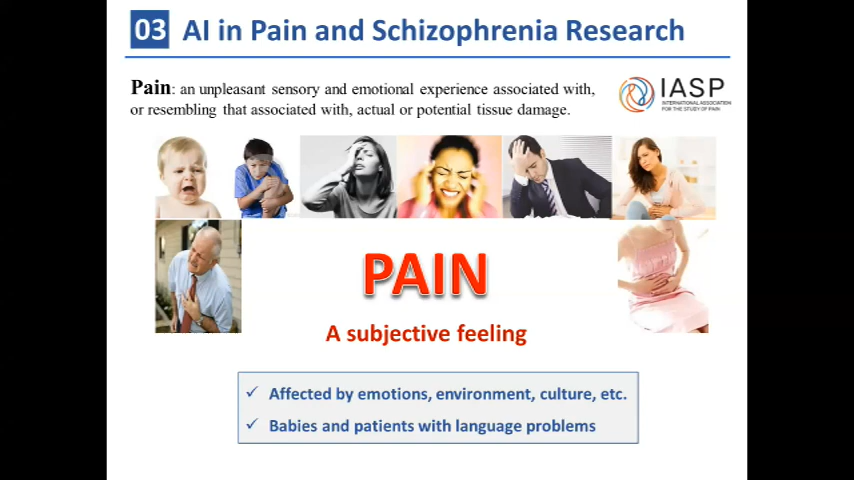 03 AI in Pain and Schizophrenia Research
Pain: an unpleasant sensory and emotional experience associated with,
or resembling that associated with, actual or potential tissue damage.
IASP
INTERNATIONAL ASSOCIATION
FOR THE STUDY OF PAIN
PAIN
A subjective feeling
✓ Affected by emotions, environment, culture, etc.
✓ Babies and patients with language problems